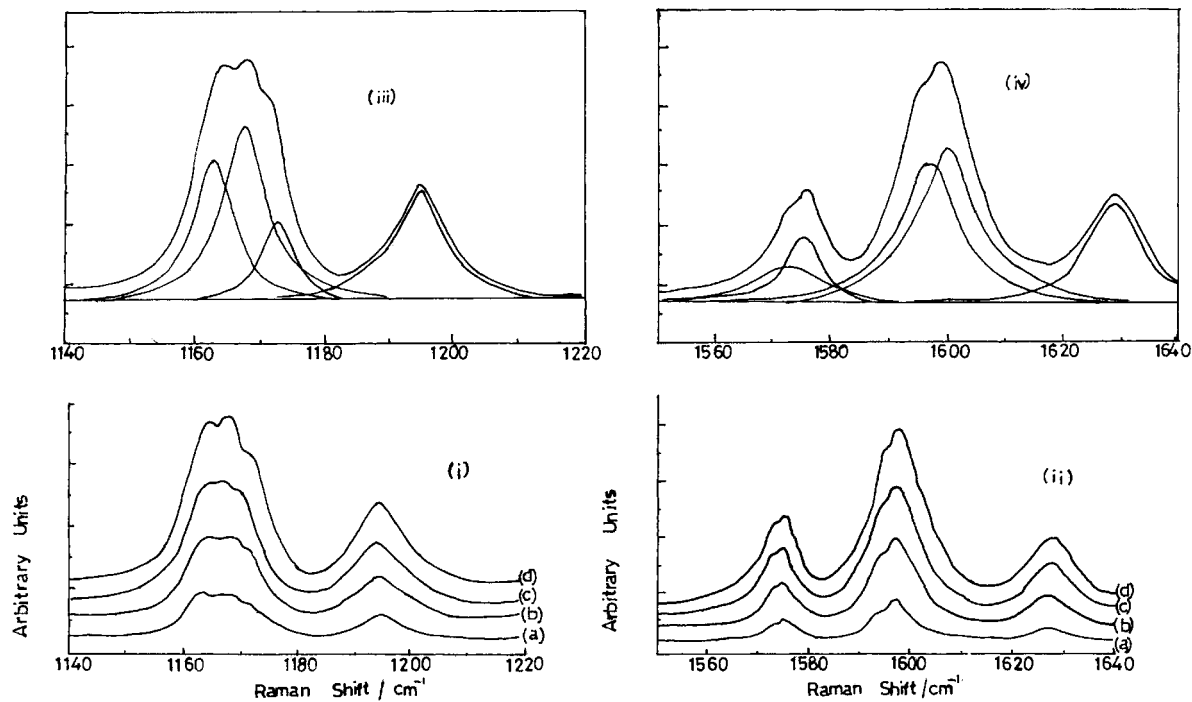 (iii)
1140 1160 1180 1200 1220
(iv)
1560 1580 1600 1620 1640
Arbitrary Units
(i)
(d)
(c)
(b)
(a)
1140 1160 1180 1200 1220
Raman Shift / cm⁻¹
Arbitrary Units
(ii)
(d)
(c)
(b)
(a)
1560 1580 1600 1620 1640
Raman Shift /cm⁻¹